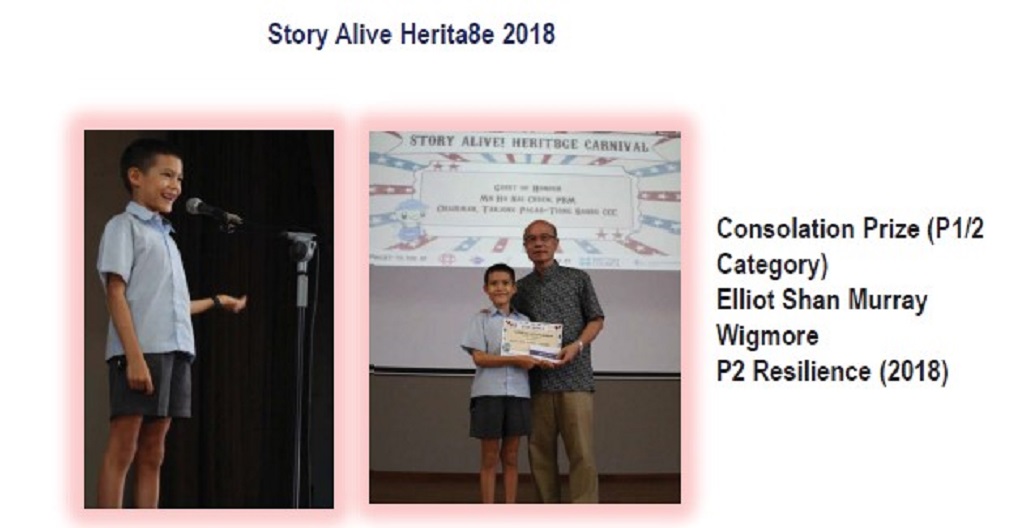 Story Alive Herita8e 2018
STORY ALIVE! HERIT8GE CARNIVAL
GUEST OF HONOUR
Consolation Prize (P1/2
Category)
Elliot Shan Murray
Wigmore
P2 Resilience (2018)